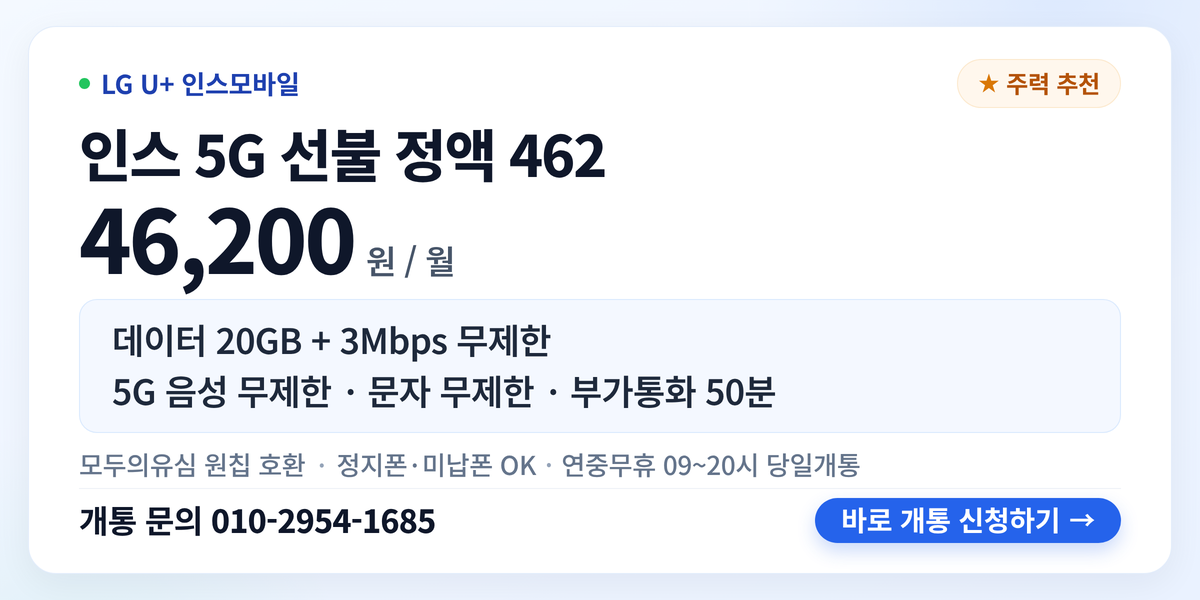 LG U+ 인스모바일
★ 주력 추천
인스 5G 선불 정액 462
46,200 원 / 월
데이터 20GB + 3Mbps 무제한
5G 음성 무제한 · 문자 무제한 · 부가통화 50분
모두의유심 원칩 호환 · 정지폰·미납폰 OK · 연중무휴 09~20시 당일개통
개통 문의 010-2954-1685
바로 개통 신청하기 →